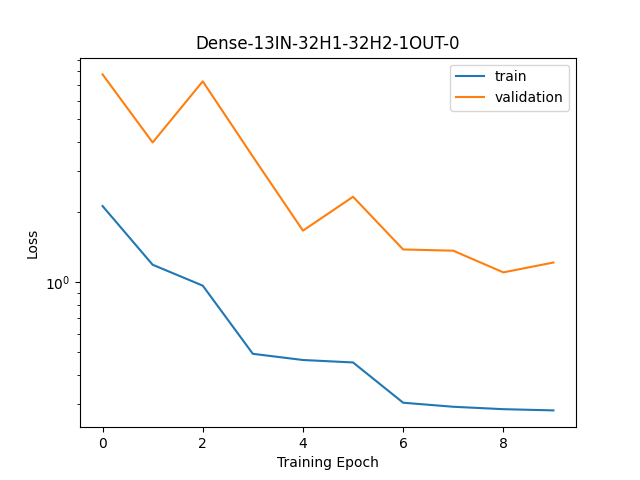 Dense-13IN-32H1-32H2-1OUT-0
train
validation
Loss
10⁰
0 2 4 6 8
Training Epoch